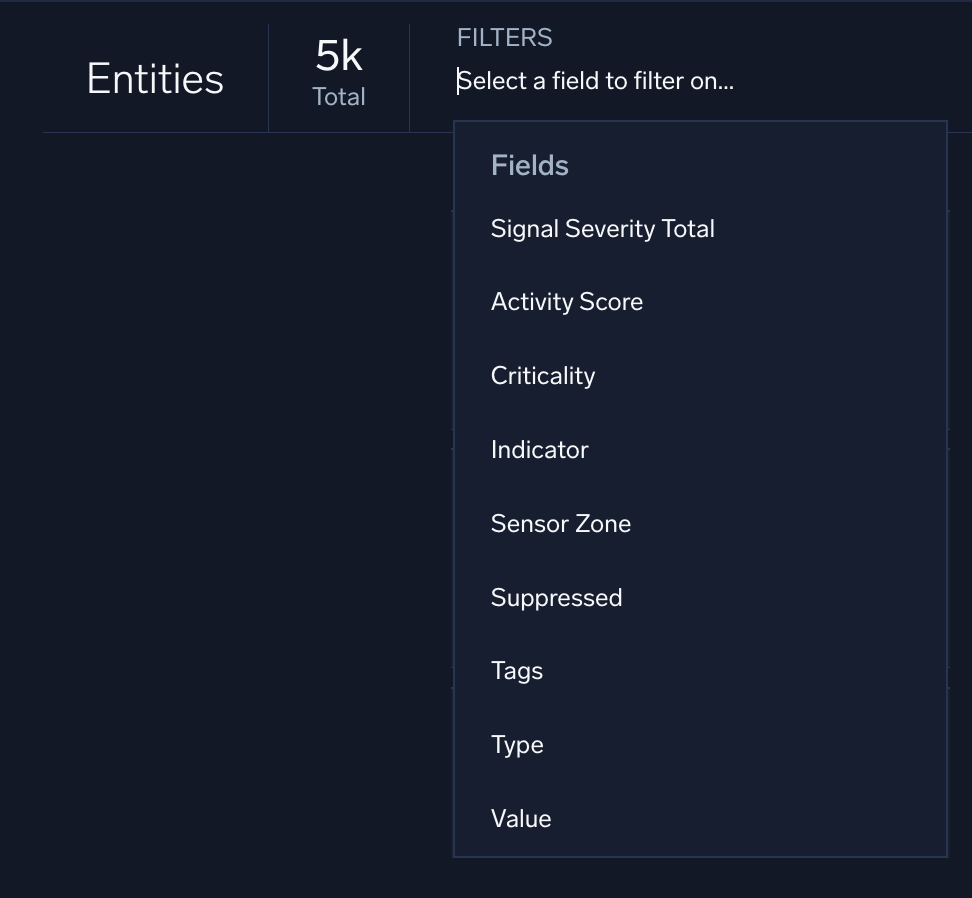 Entities
5k
Total
FILTERS
Select a field to filter on...
Fields
Signal Severity Total
Activity Score
Criticality
Indicator
Sensor Zone
Suppressed
Tags
Type
Value